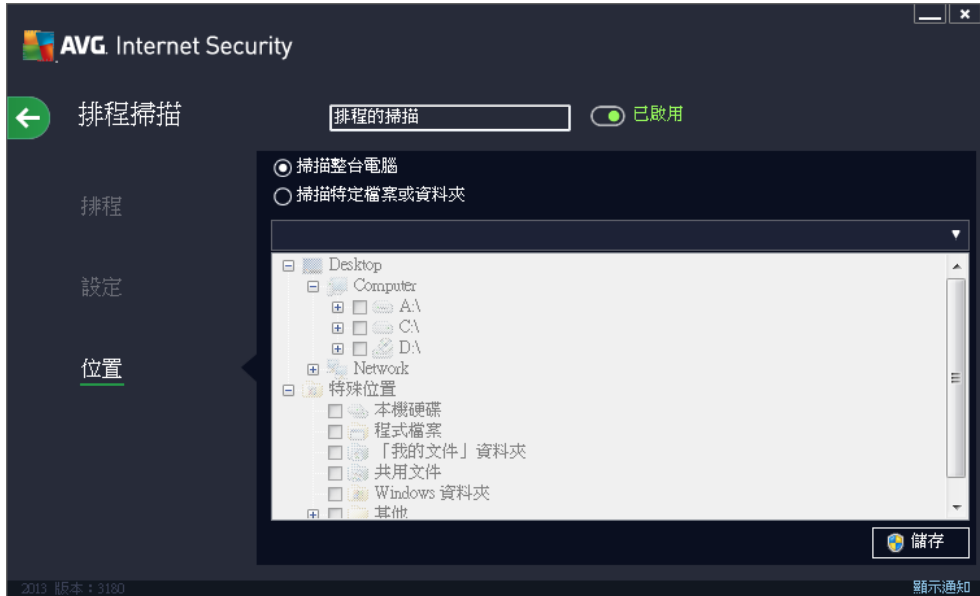 AVG. Internet Security
排程掃描
排程的掃描
已啟用
排程
設定
位置
掃描整台電腦
掃描特定檔案或資料夾
Desktop
Computer
A:\
C:\
D:\
Network
特殊位置
本機硬碟
程式檔案
「我的文件」資料夾
共用文件
Windows 資料夾
其他
儲存
2013 版本：3180
顯示通知